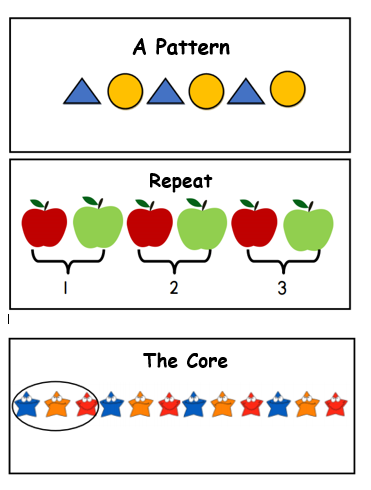 A Pattern
Repeat
1 2 3
The Core